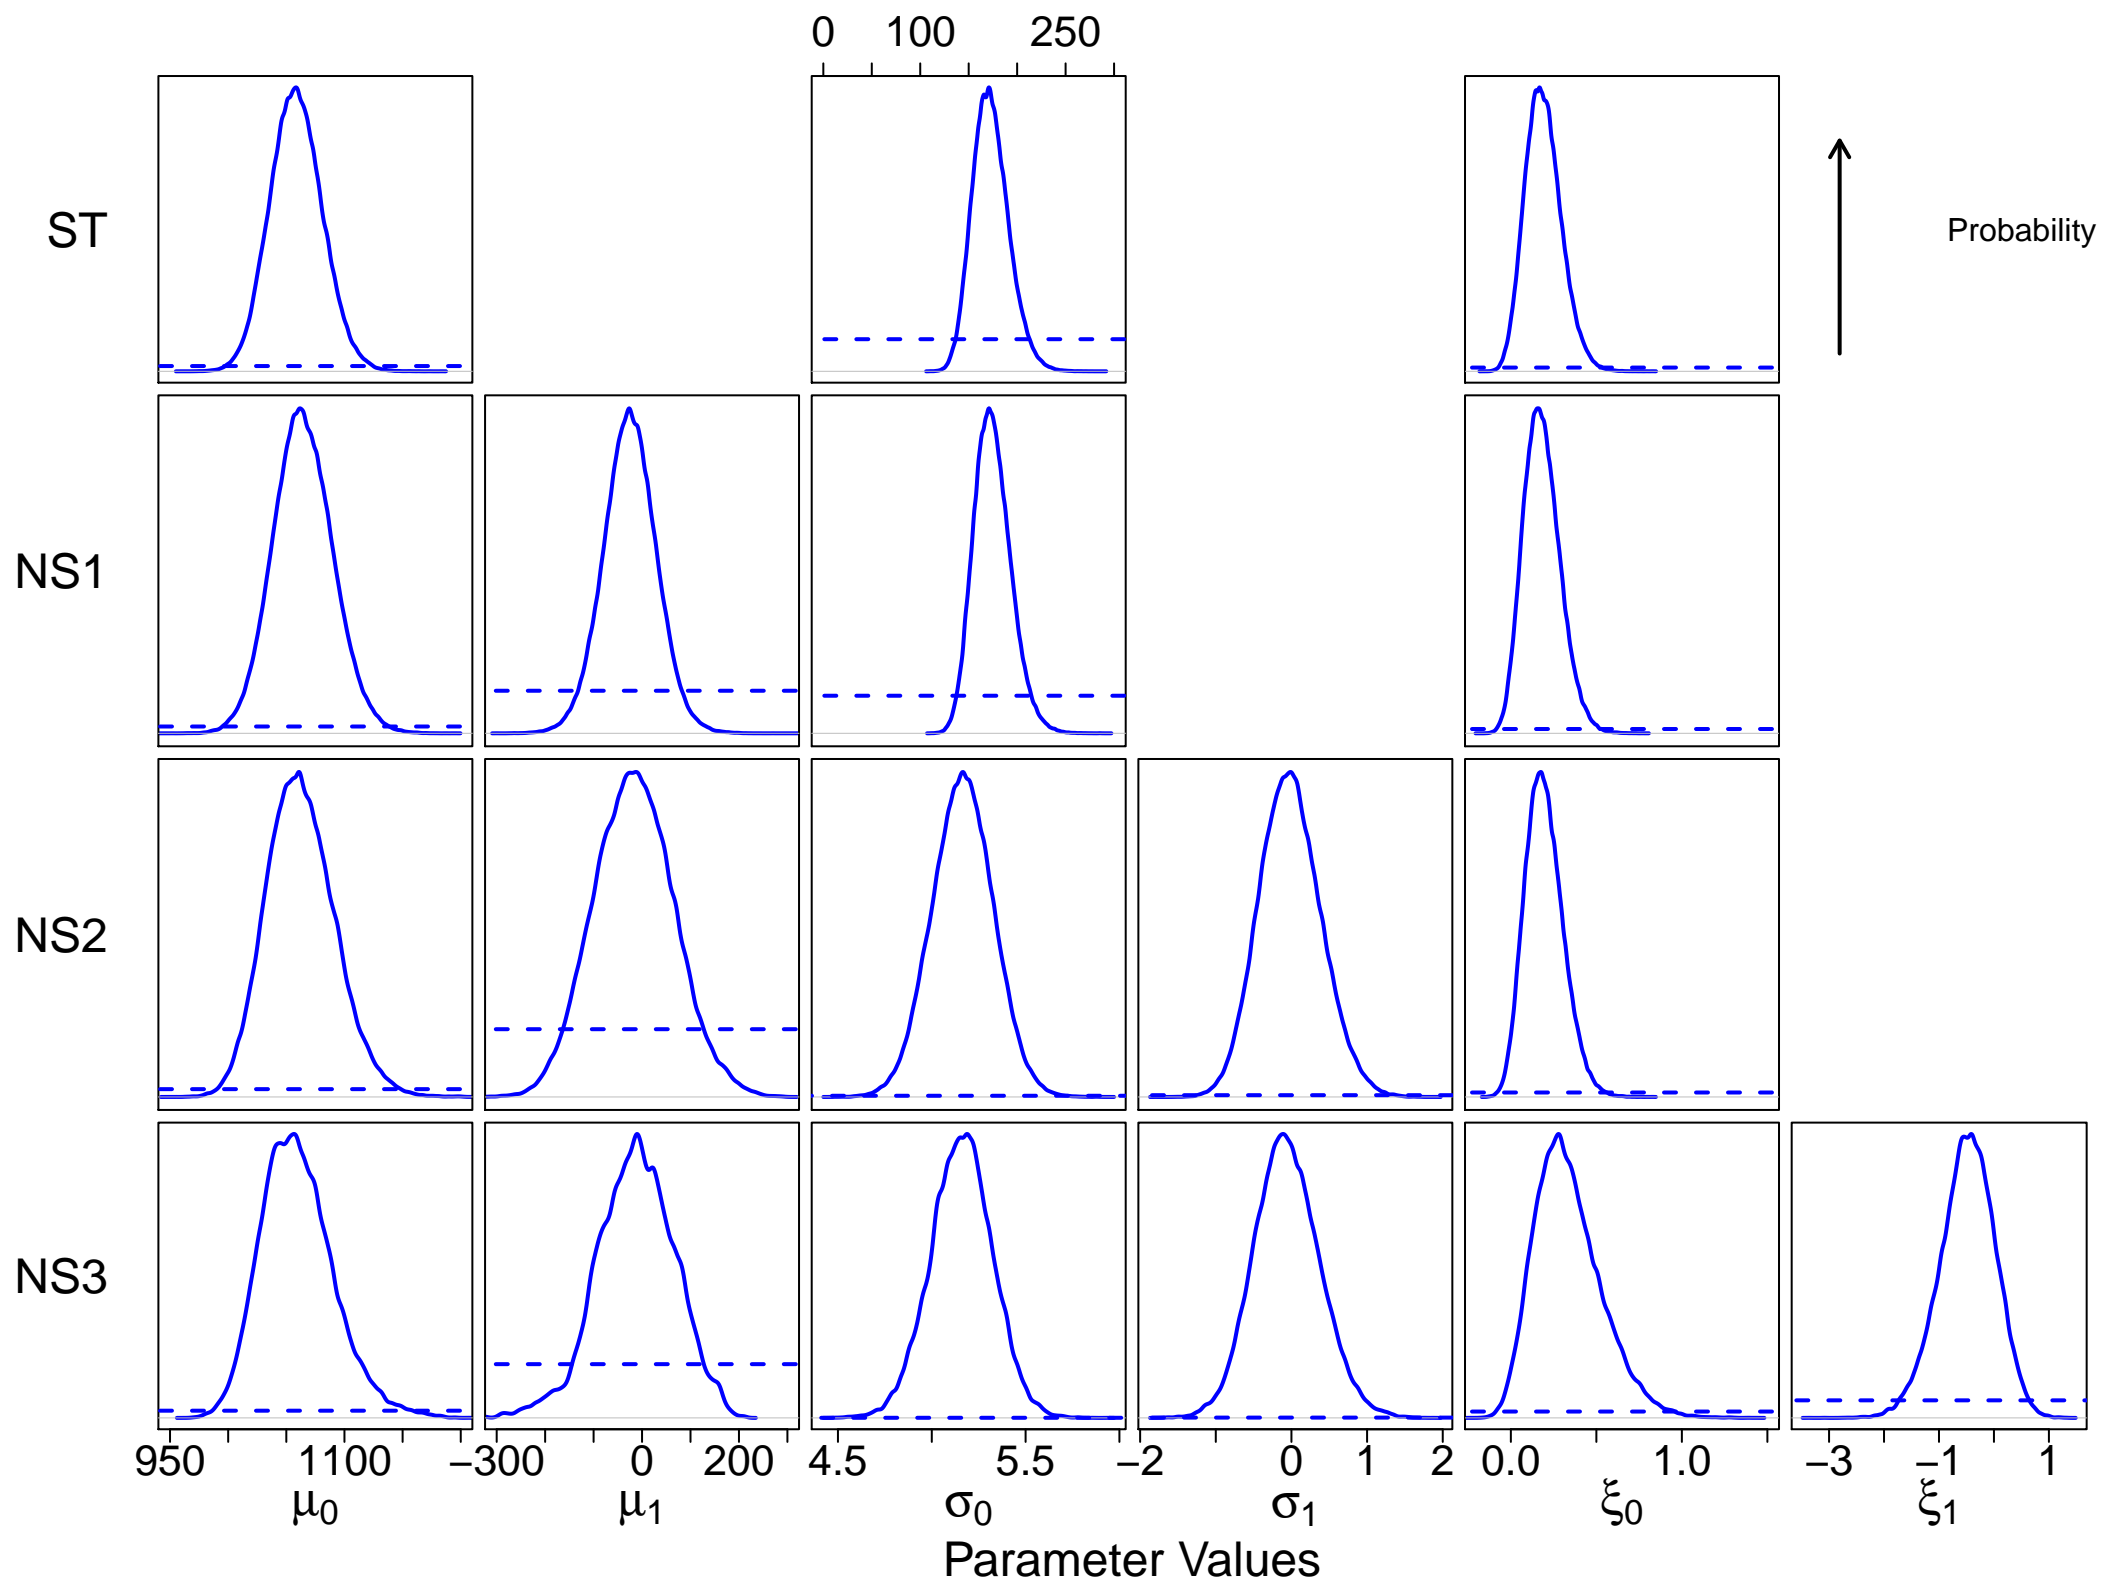 0 100 250
ST
Probability
NS1
NS2
NS3
950 1100 −300 0 200 4.5 5.5 −2 0 1 2 0.0 1.0 −3 −1 1
μ0 μ1 σ0 σ1 ξ0 ξ1
Parameter Values